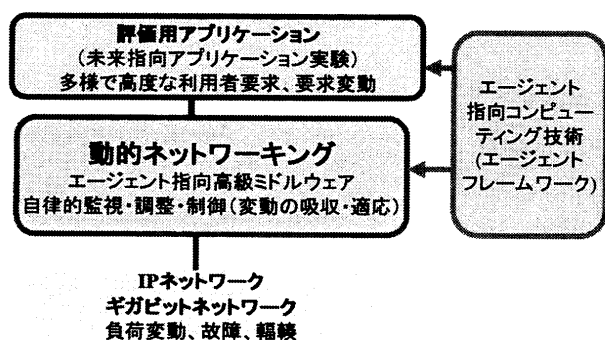 評価用アプリケーション
(未来指向アプリケーション実験)
多様で高度な利用者要求、要求変動
動的ネットワーキング
エージェント指向高級ミドルウェア
自律的監視・調整・制御(変動の吸収・適応)
エージェント
指向コンピュー
ティング技術
(エージェント
フレームワーク)
IPネットワーク
ギガビットネットワーク
負荷変動、故障、輻輳